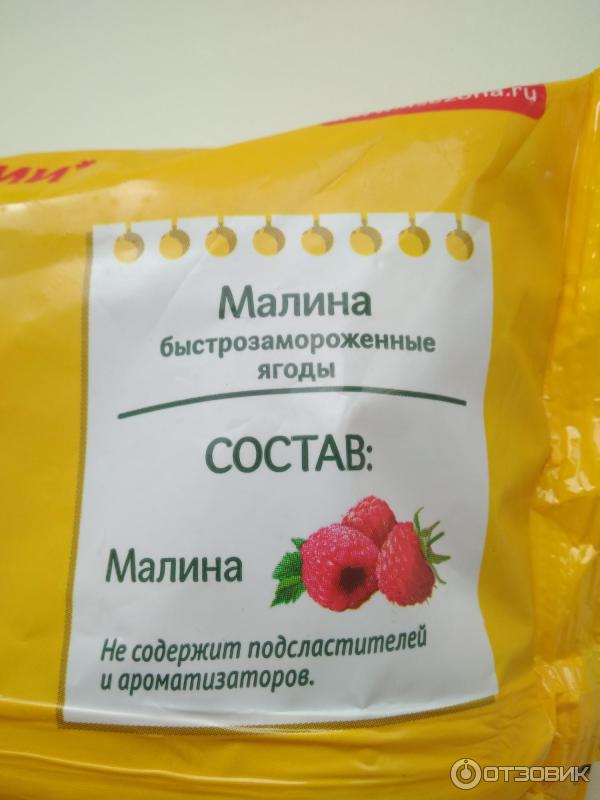 Малина
быстрозамороженные
ягоды
СОСТАВ:
Малина
Не содержит подсластителей
и ароматизаторов.
ОТЗОВИК